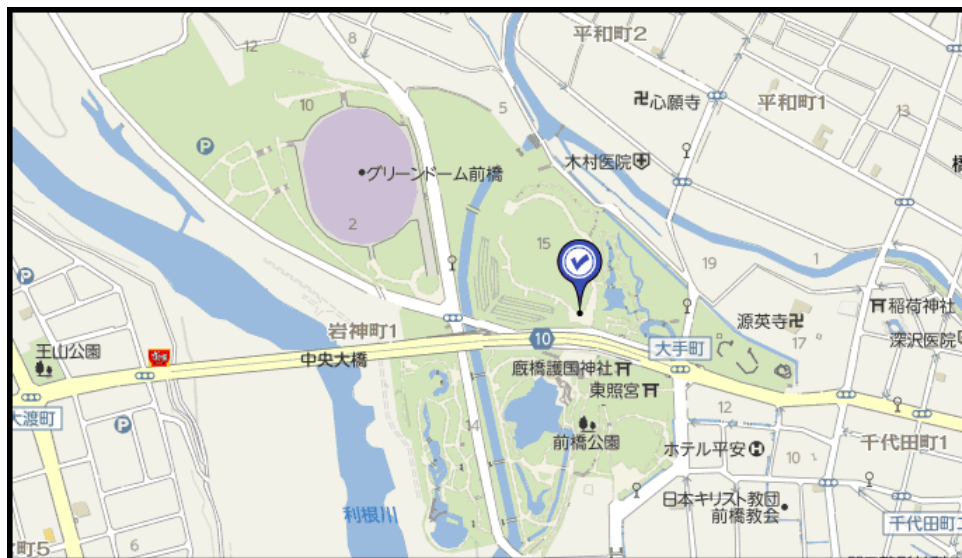 平和町2
8
12
卍心願寺
平和町1
10
5
13
木村医院
グリーンドーム前橋
2
15
19
1
源英寺卍
17
稲荷神社
深沢医院
岩神町1
10
大手町
王山公園
中央大橋
厩橋護国神社
東照宮
大渡町
14
12
前橋公園
千代田町1
ホテル平安
H
10
日本キリスト教団
前橋教会
利根川
千代田町二
町5
6
P
P
P